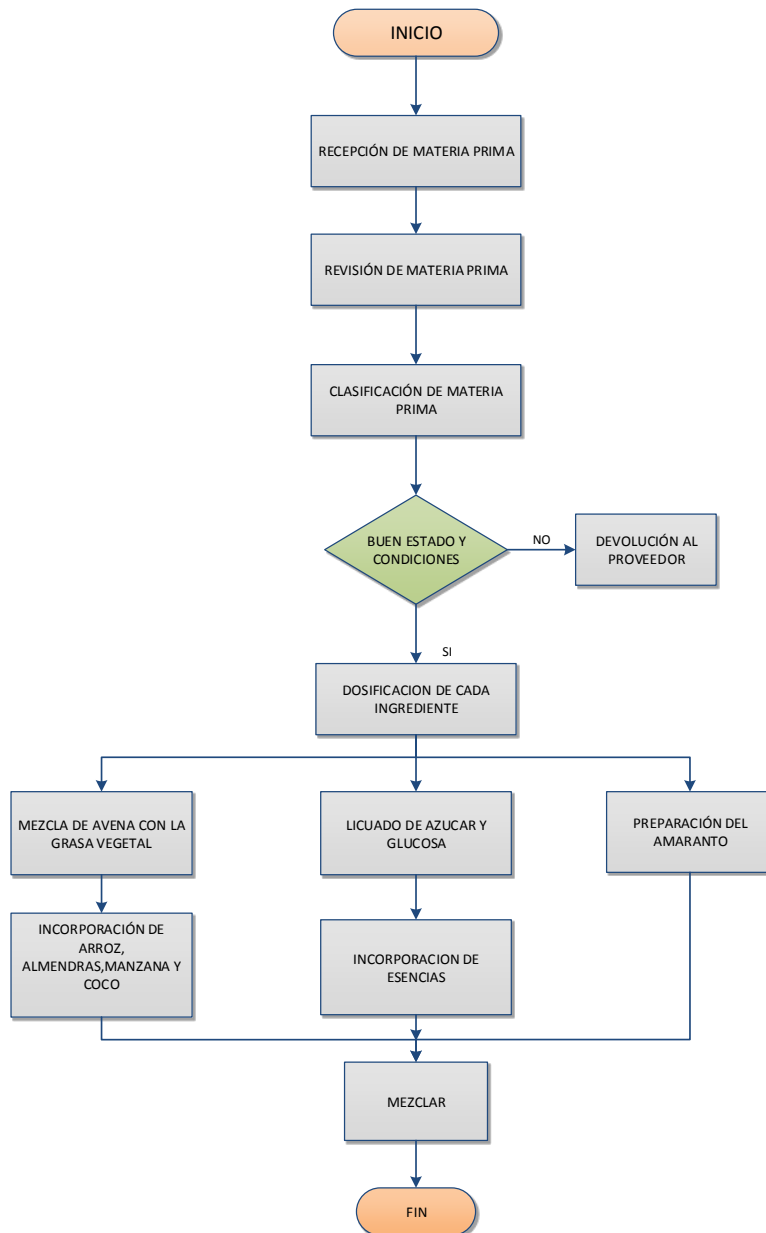 INICIO
RECEPCIÓN DE MATERIA PRIMA
REVISIÓN DE MATERIA PRIMA
CLASIFICACIÓN DE MATERIA
PRIMA
BUEN ESTADO Y
CONDICIONES
NO
DEVOLUCIÓN AL
PROVEEDOR
SI
DOSIFICACION DE CADA
INGREDIENTE
MEZCLA DE AVENA CON LA
GRASA VEGETAL
LICUADO DE AZUCAR Y
GLUCOSA
PREPARACIÓN DEL
AMARANTO
INCORPORACIÓN DE
ARROZ,
ALMENDRAS,MANZANA Y
COCO
INCORPORACION DE
ESENCIAS
MEZCLAR
FIN